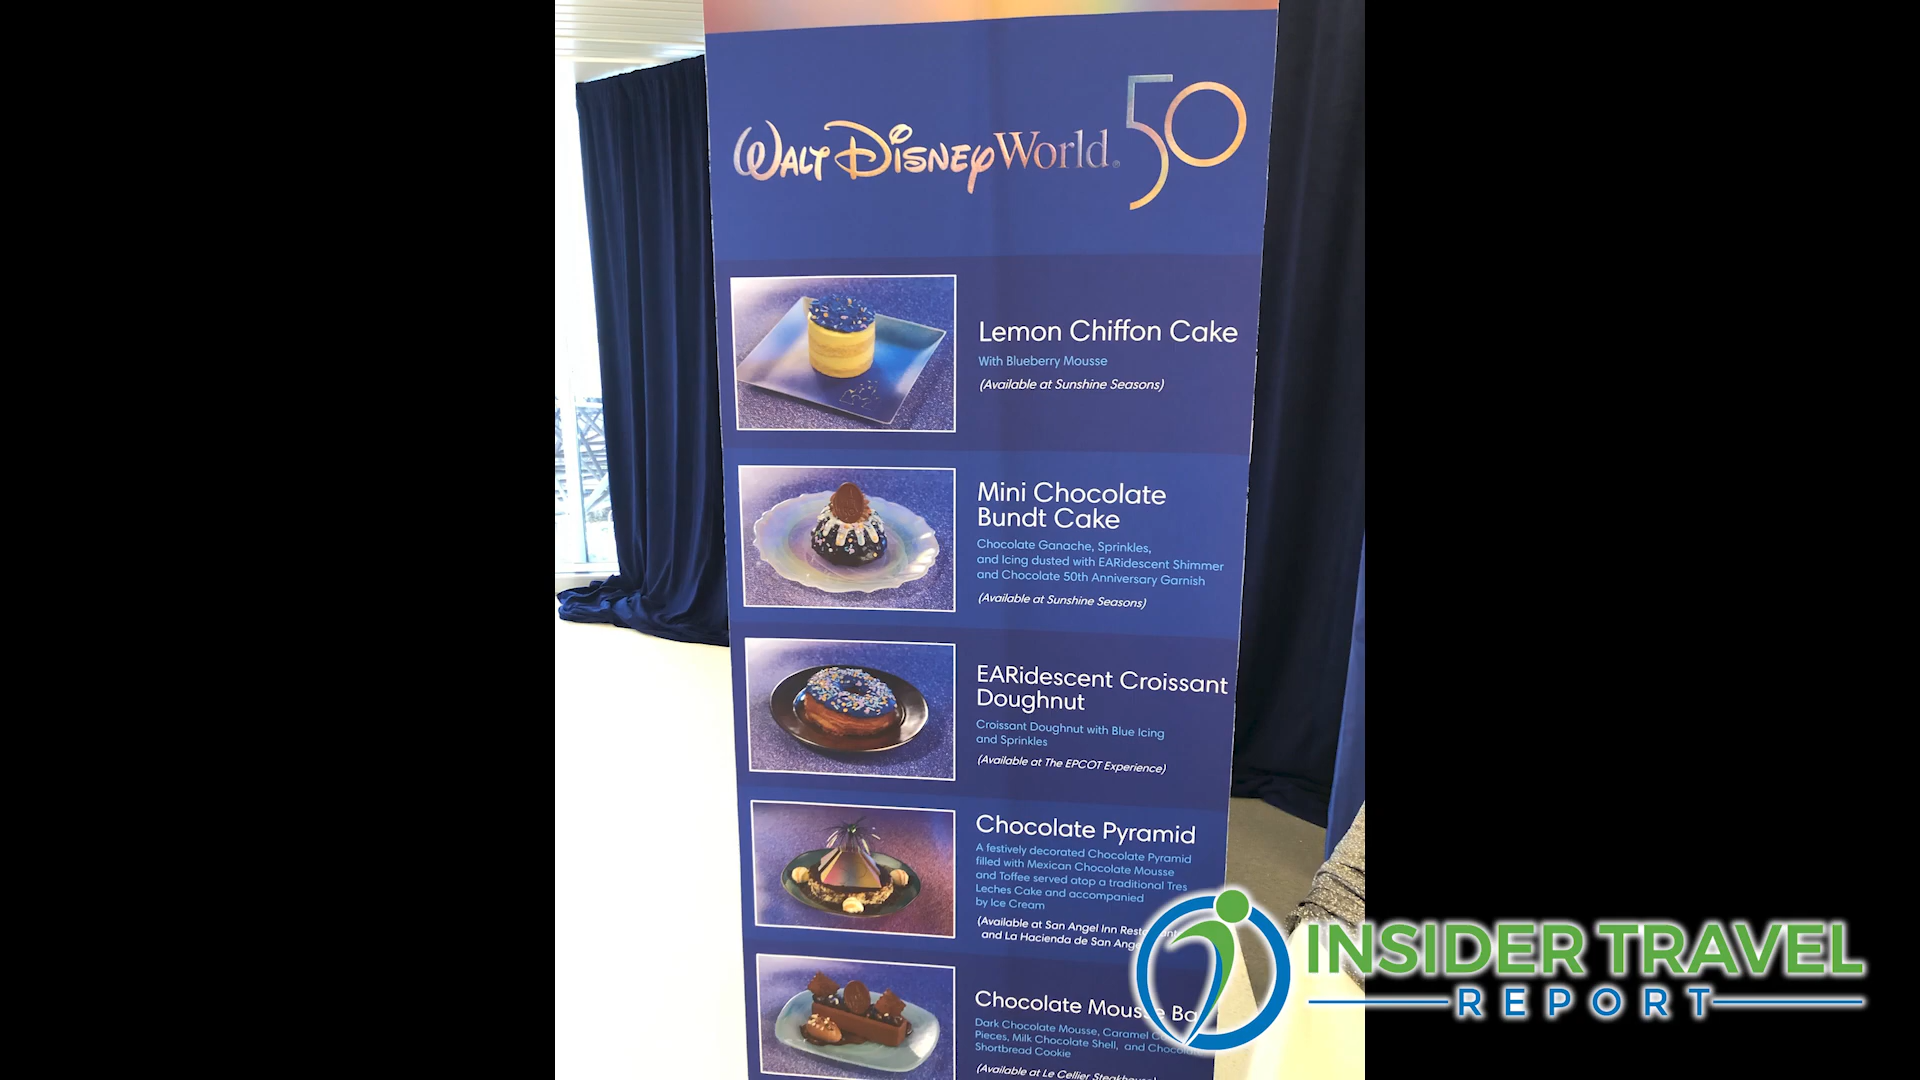 WALT DISNEY World® 50
Lemon Chiffon Cake
With Blueberry Mousse
(Available at Sunshine Seasons)
Mini Chocolate
Bundt Cake
Chocolate Ganache, Sprinkles,
and Icing dusted with EARidescent Shimmer
and Chocolate 50th Anniversary Garnish
(Available at Sunshine Seasons)
EARidescent Croissant
Doughnut
Croissant Doughnut with Blue Icing
and Sprinkles
(Available at The EPCOT Experience)
Chocolate Pyramid
A festively decorated Chocolate Pyramid
filled with Mexican Chocolate Mousse
and Toffee served atop a traditional Tres
Leches Cake and accompanied
by Ice Cream
(Available at San Angel Inn
and La Hacienda de San
Chocolate Mousse
Dark Chocolate Mousse, Caramel
Pieces, Milk Chocolate Shell, and
Shortbread Cookie
(Available at Le Cellier
INSIDER TRAVEL
REPORT